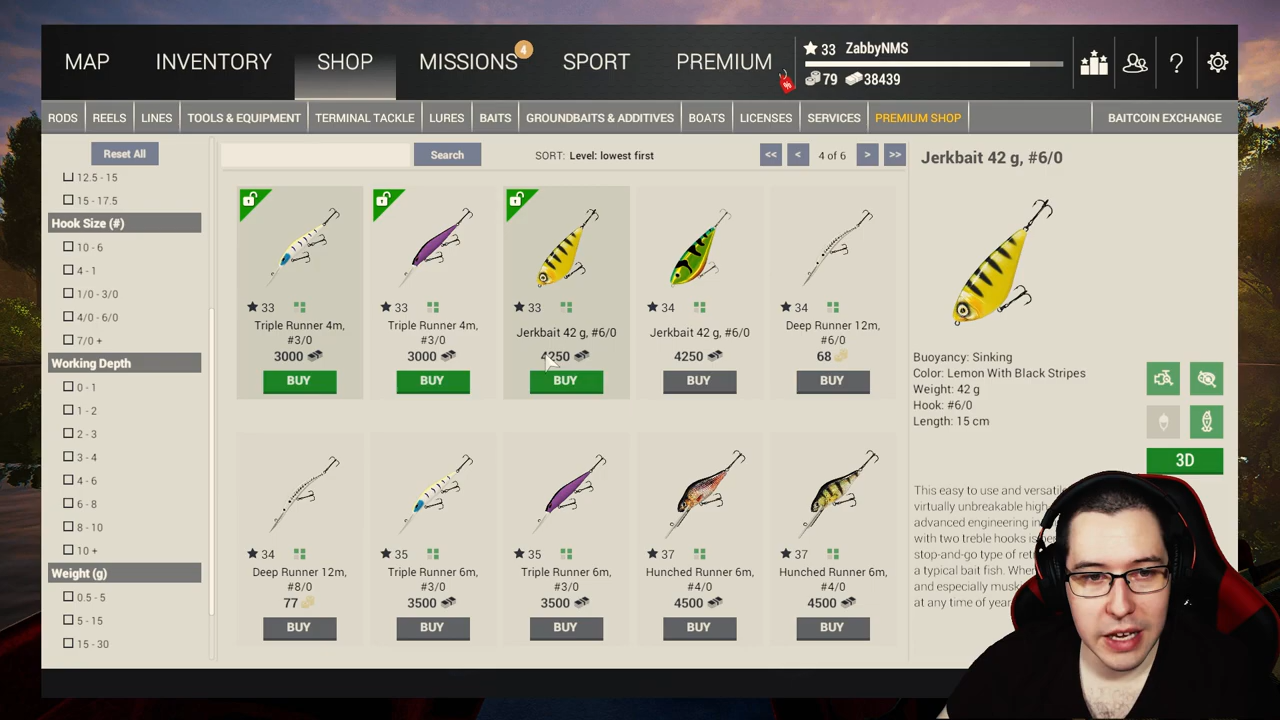 MAP INVENTORY SHOP MISSIONS 4 SPORT PREMIUM
33 ZabbyNMS
79 38439
RODS REELS LINES TOOLS & EQUIPMENT TERMINAL TACKLE LURES BAITS GROUNDBAITS & ADDITIVES BOATS LICENSES SERVICES PREMIUM SHOP BAITCOIN EXCHANGE
Reset All
12.5 - 15
15 - 17.5
Hook Size (#)
10 - 6
4 - 1
1/0 - 3/0
4/0 - 6/0
7/0 +
Working Depth
0 - 1
1 - 2
2 - 3
3 - 4
4 - 6
6 - 8
8 - 10
10 +
Weight (g)
0.5 - 5
5 - 15
15 - 30
Search SORT: Level: lowest first << < 4 of 6 > >>
33 33 33 34 34
Triple Runner 4m, #3/0
3000
BUY
Triple Runner 4m, #3/0
3000
BUY
Jerkbait 42 g, #6/0
4250
BUY
Jerkbait 42 g, #6/0
4250
BUY
Deep Runner 12m, #6/0
68
BUY
34 35 35 37 37
Deep Runner 12m, #8/0
77
BUY
Triple Runner 6m, #3/0
3500
BUY
Triple Runner 6m, #3/0
3500
BUY
Hunched Runner 6m, #4/0
4500
BUY
Hunched Runner 6m, #4/0
4500
BUY
Jerkbait 42 g, #6/0
Buoyancy: Sinking
Color: Lemon With Black Stripes
Weight: 42 g
Hook: #6/0
Length: 15 cm
3D
This easy to use and versatile
virtually unbreakable high
advanced engineering in
with two treble hooks is
stop-and-go type of
a typical bait fish.
and especially
at any time of year